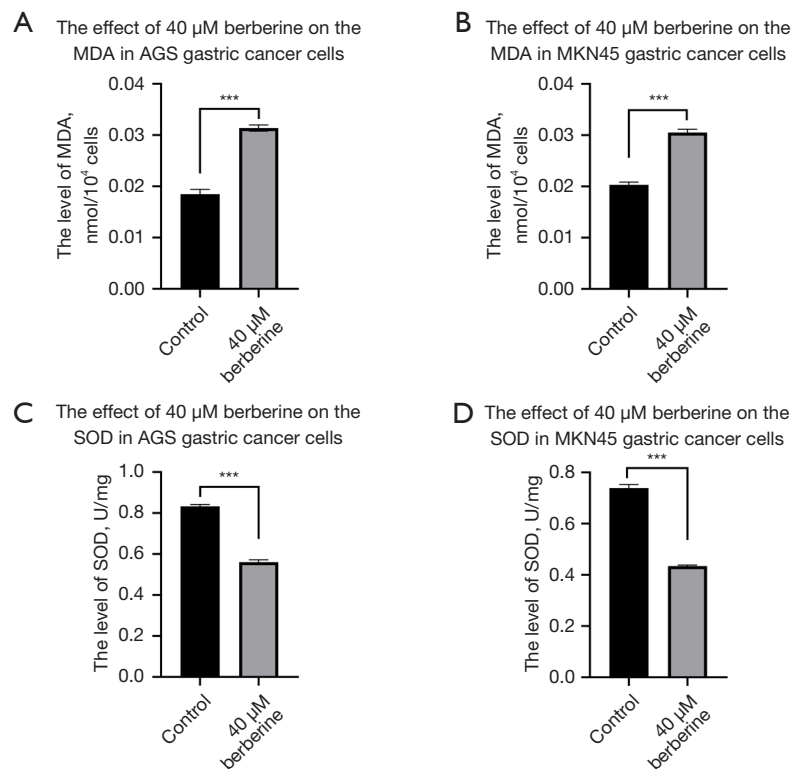 A
The effect of 40 µM berberine on the
MDA in AGS gastric cancer cells
The level of MDA,
nmol/10⁴ cells
0.04
0.03
0.02
0.01
0.00
***
Control
40 µM
berberine
B
The effect of 40 µM berberine on the
MDA in MKN45 gastric cancer cells
The level of MDA,
nmol/10⁴ cells
0.04
0.03
0.02
0.01
0.00
***
Control
40 µM
berberine
C
The effect of 40 µM berberine on the
SOD in AGS gastric cancer cells
The level of SOD, U/mg
1.0
0.8
0.6
0.4
0.2
0.0
***
Control
40 µM
berberine
D
The effect of 40 µM berberine on the
SOD in MKN45 gastric cancer cells
The level of SOD, U/mg
0.8
0.6
0.4
0.2
0.0
***
Control
40 µM
berberine